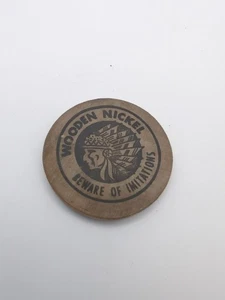 WOODEN NICKEL
BEWARE OF IMITATIONS